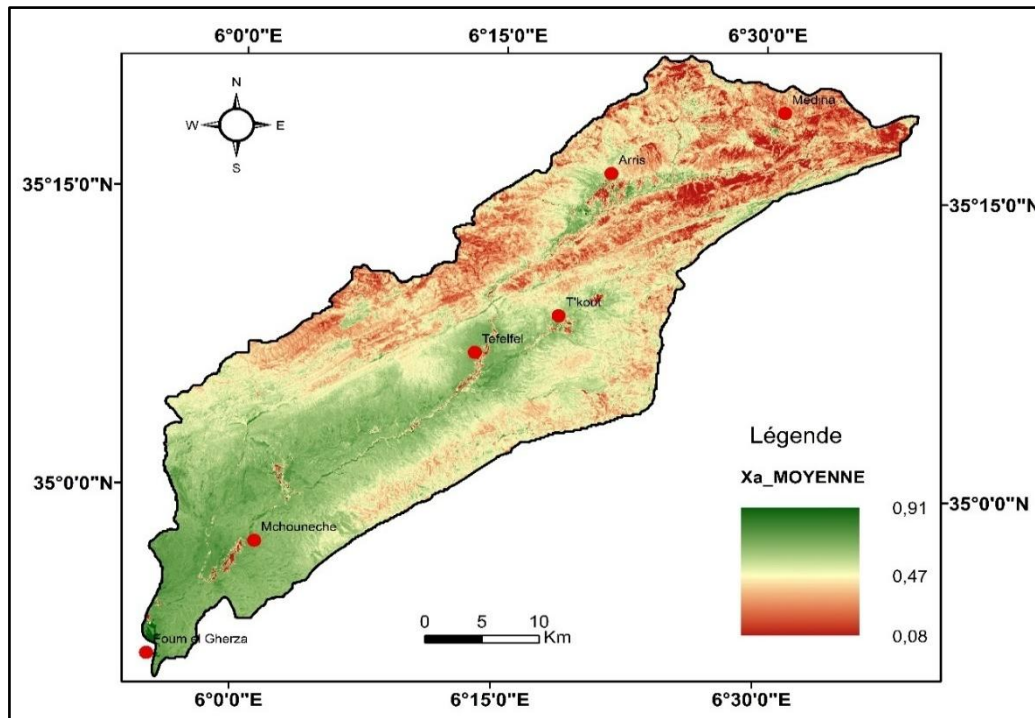 6°0'0"E 6°15'0"E 6°30'0"E
N
W E
S
Medina
Arris
35°15'0"N
35°15'0"N
T'kout
Tefelfel
Légende
Xa_MOYENNE
35°0'0"N
35°0'0"N
0,91
Mchouneche
0,47
0 5 10
Km
0,08
Foum el Gherza
6°0'0"E 6°15'0"E 6°30'0"E